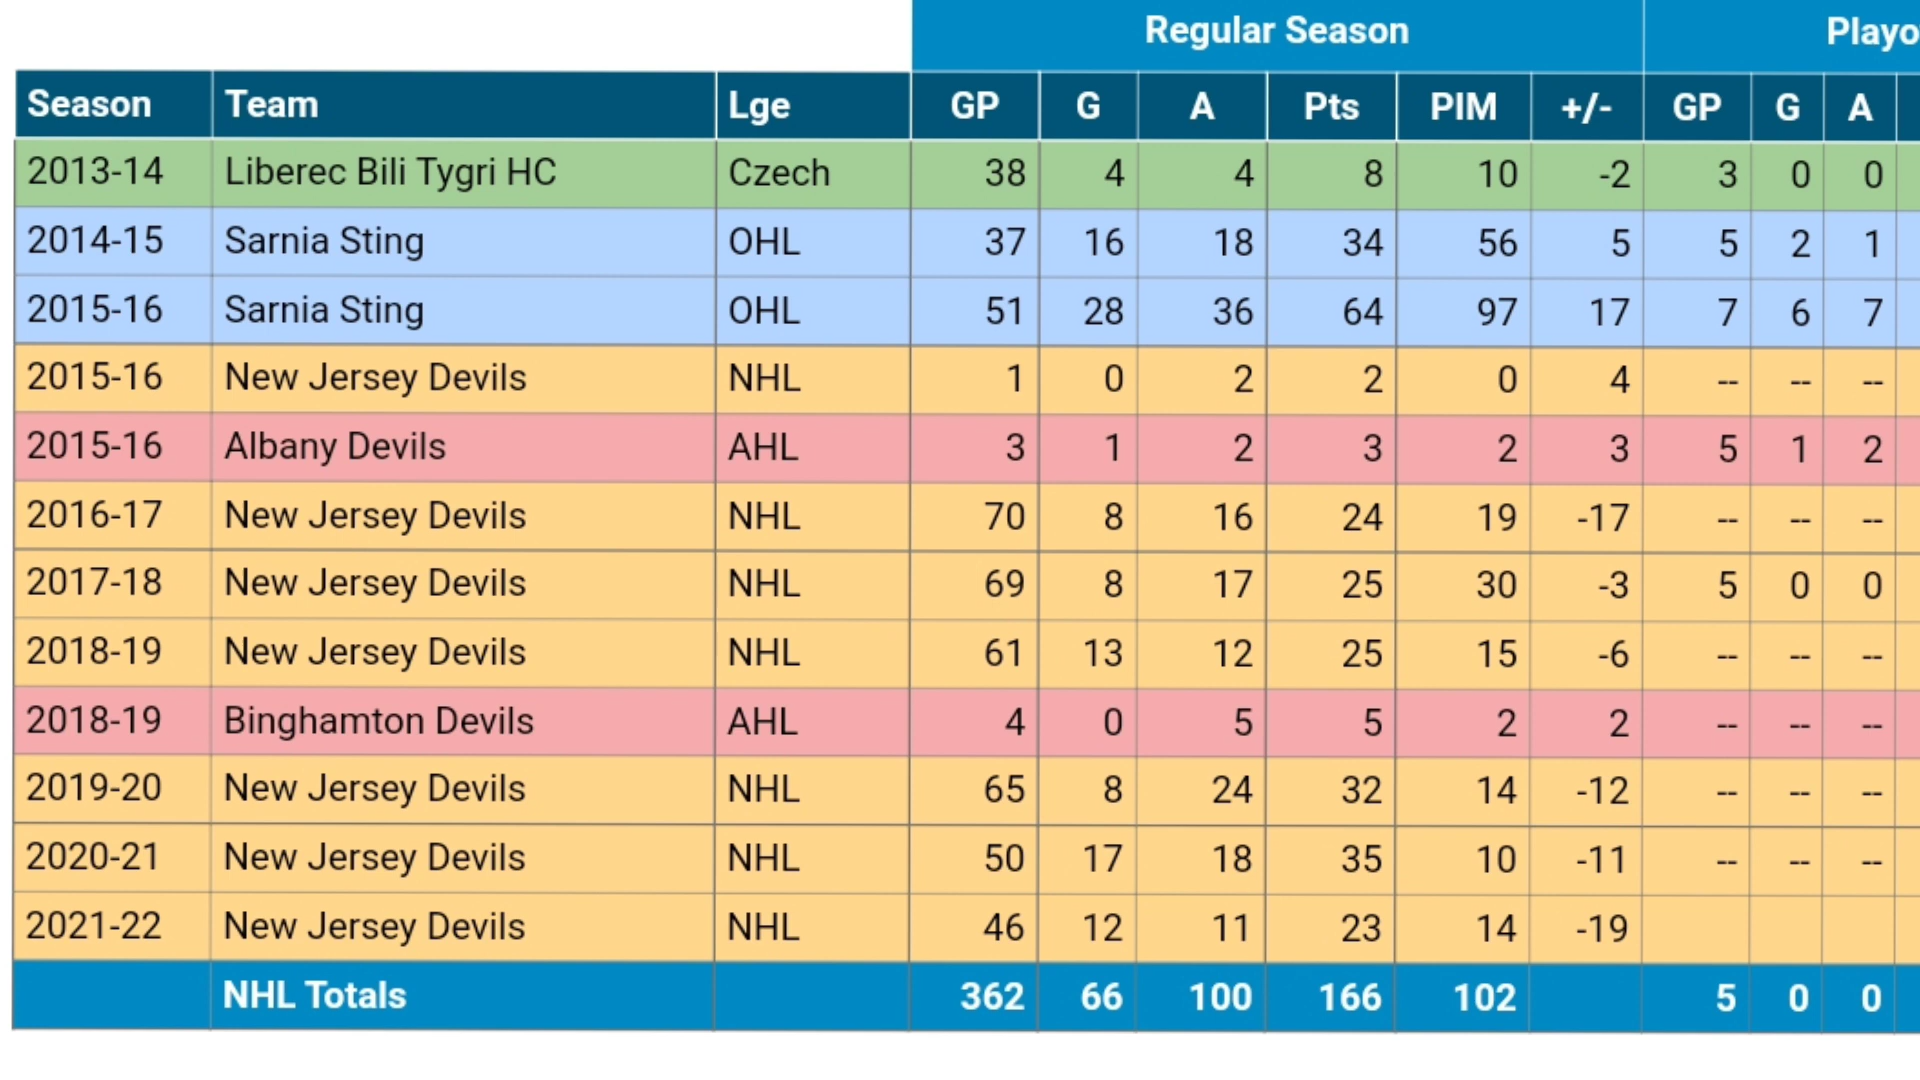 Regular Season Playo
Season Team Lge GP G A Pts PIM +/- GP G A
2013-14 Liberec Bili Tygri HC Czech 38 4 4 8 10 -2 3 0 0
2014-15 Sarnia Sting OHL 37 16 18 34 56 5 5 2 1
2015-16 Sarnia Sting OHL 51 28 36 64 97 17 7 6 7
2015-16 New Jersey Devils NHL 1 0 2 2 0 4 -- -- --
2015-16 Albany Devils AHL 3 1 2 3 2 3 5 1 2
2016-17 New Jersey Devils NHL 70 8 16 24 19 -17 -- -- --
2017-18 New Jersey Devils NHL 69 8 17 25 30 -3 5 0 0
2018-19 New Jersey Devils NHL 61 13 12 25 15 -6 -- -- --
2018-19 Binghamton Devils AHL 4 0 5 5 2 2 -- -- --
2019-20 New Jersey Devils NHL 65 8 24 32 14 -12 -- -- --
2020-21 New Jersey Devils NHL 50 17 18 35 10 -11 -- -- --
2021-22 New Jersey Devils NHL 46 12 11 23 14 -19
NHL Totals 362 66 100 166 102 5 0 0